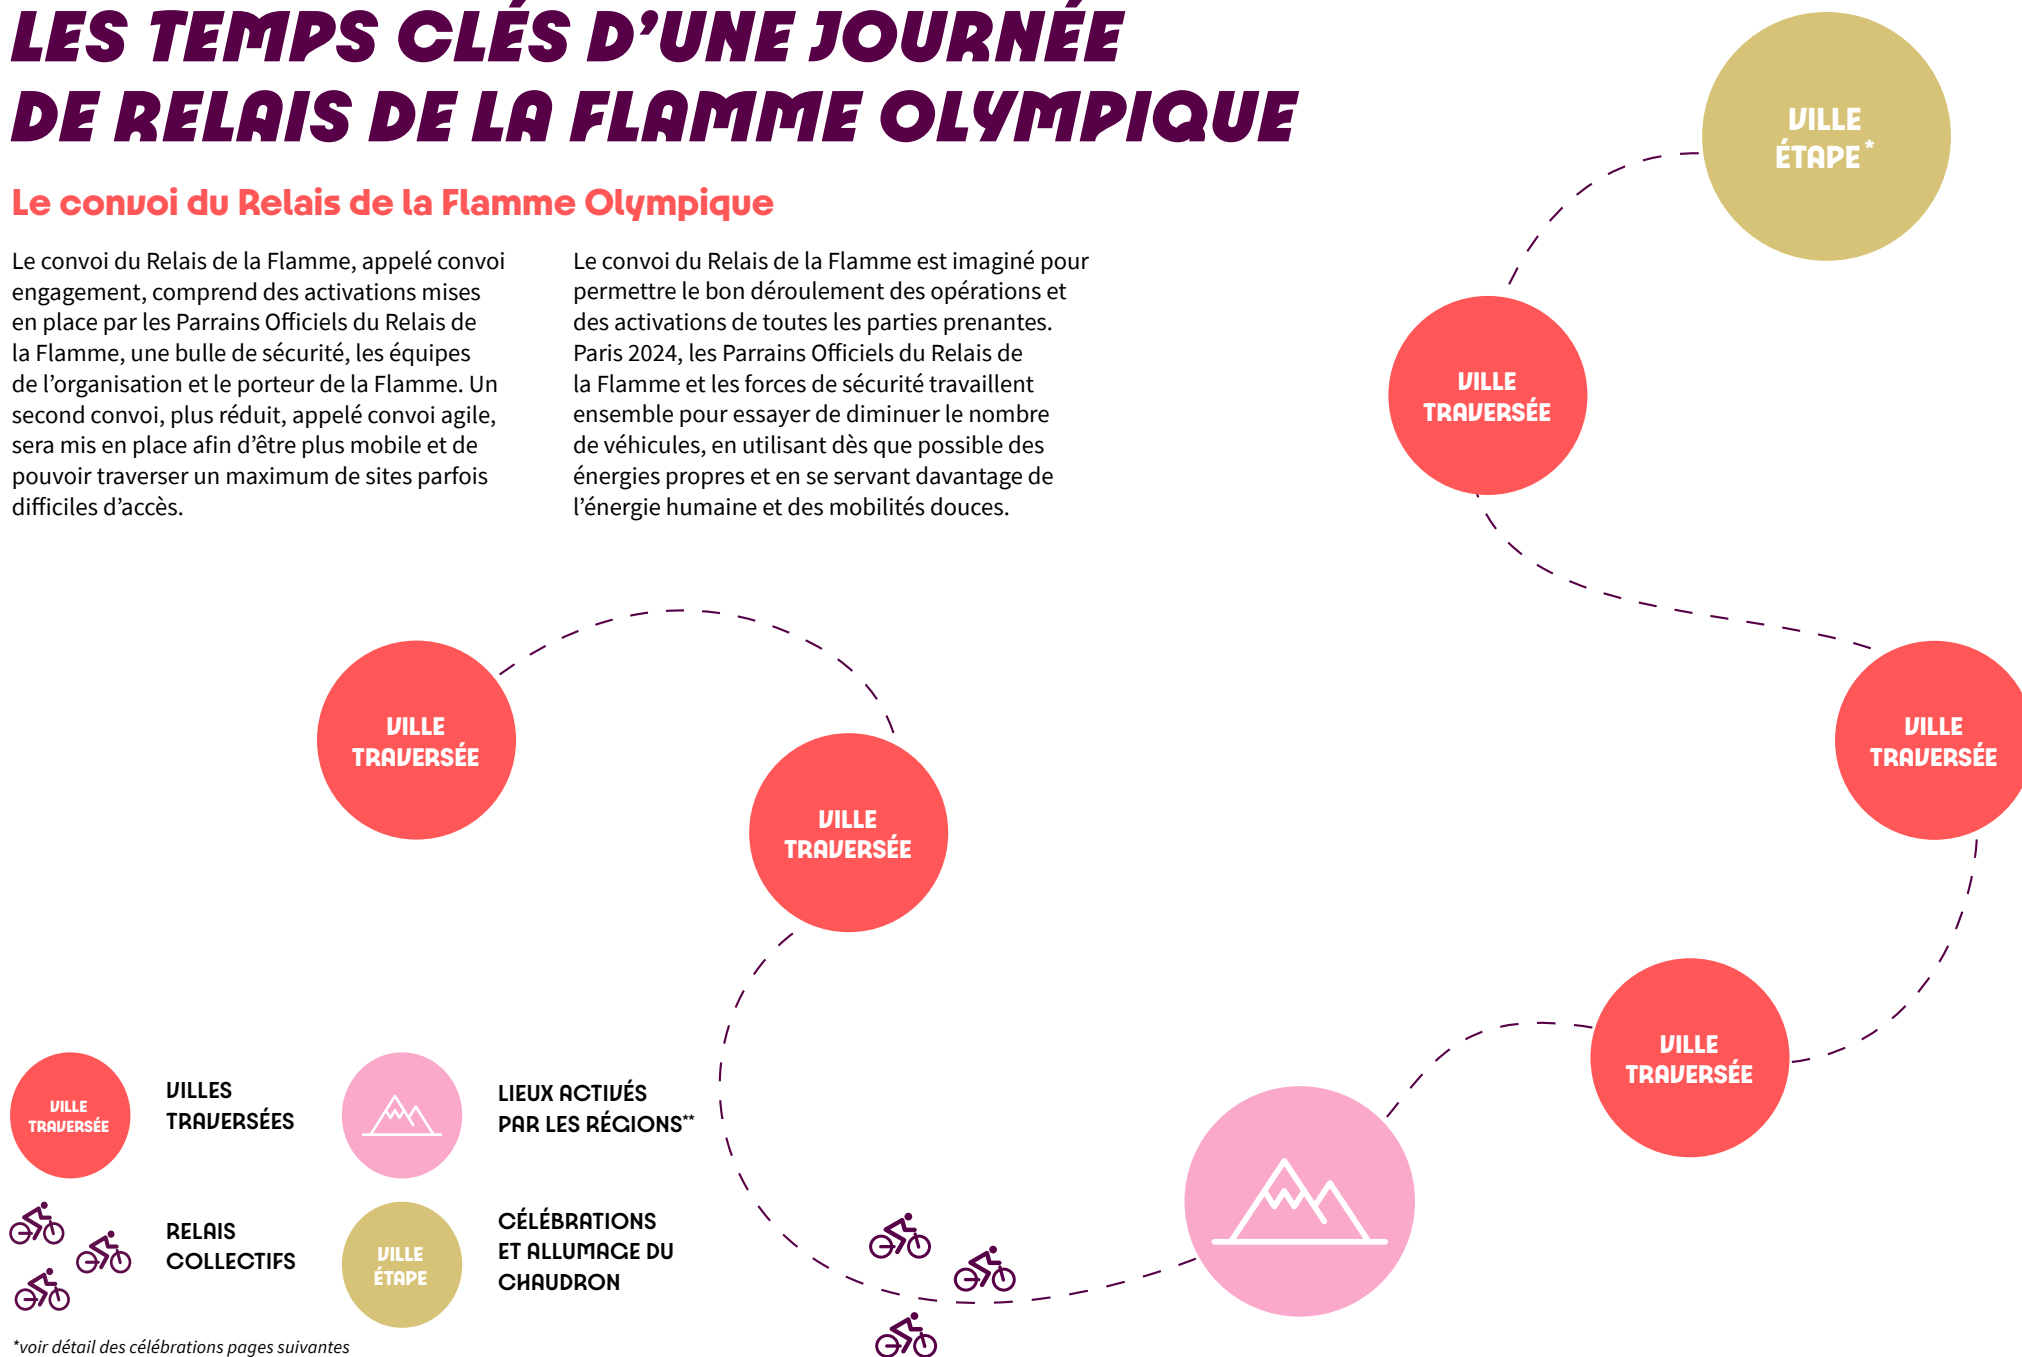 LES TEMPS CLÉS D'UNE JOURNÉE
DE RELAIS DE LA FLAMME OLYMPIQUE
Le convoi du Relais de la Flamme Olympique
Le convoi du Relais de la Flamme, appelé convoi
engagement, comprend des activations mises
en place par les Parrains Officiels du Relais de
la Flamme, une bulle de sécurité, les équipes
de l'organisation et le porteur de la Flamme. Un
second convoi, plus réduit, appelé convoi agile,
sera mis en place afin d'être plus mobile et de
pouvoir traverser un maximum de sites parfois
difficiles d'accès.
Le convoi du Relais de la Flamme est imaginé pour
permettre le bon déroulement des opérations et
des activations de toutes les parties prenantes.
Paris 2024, les Parrains Officiels du Relais de
la Flamme et les forces de sécurité travaillent
ensemble pour essayer de diminuer le nombre
de véhicules, en utilisant dès que possible des
énergies propres et en se servant davantage de
l'énergie humaine et des mobilités douces.
VILLE
ÉTAPE*
VILLE
TRAVERSÉE
VILLE
TRAVERSÉE
VILLE
TRAVERSÉE
VILLE
TRAVERSÉE
VILLE
TRAVERSÉE
VILLE
TRAVERSÉE
VILLES
TRAVERSÉES
LIEUX ACTIVÉS
PAR LES RÉGIONS**
RELAIS
COLLECTIFS
VILLE
ÉTAPE
CÉLÉBRATIONS
ET ALLUMAGE DU
CHAUDRON
*voir détail des célébrations pages suivantes